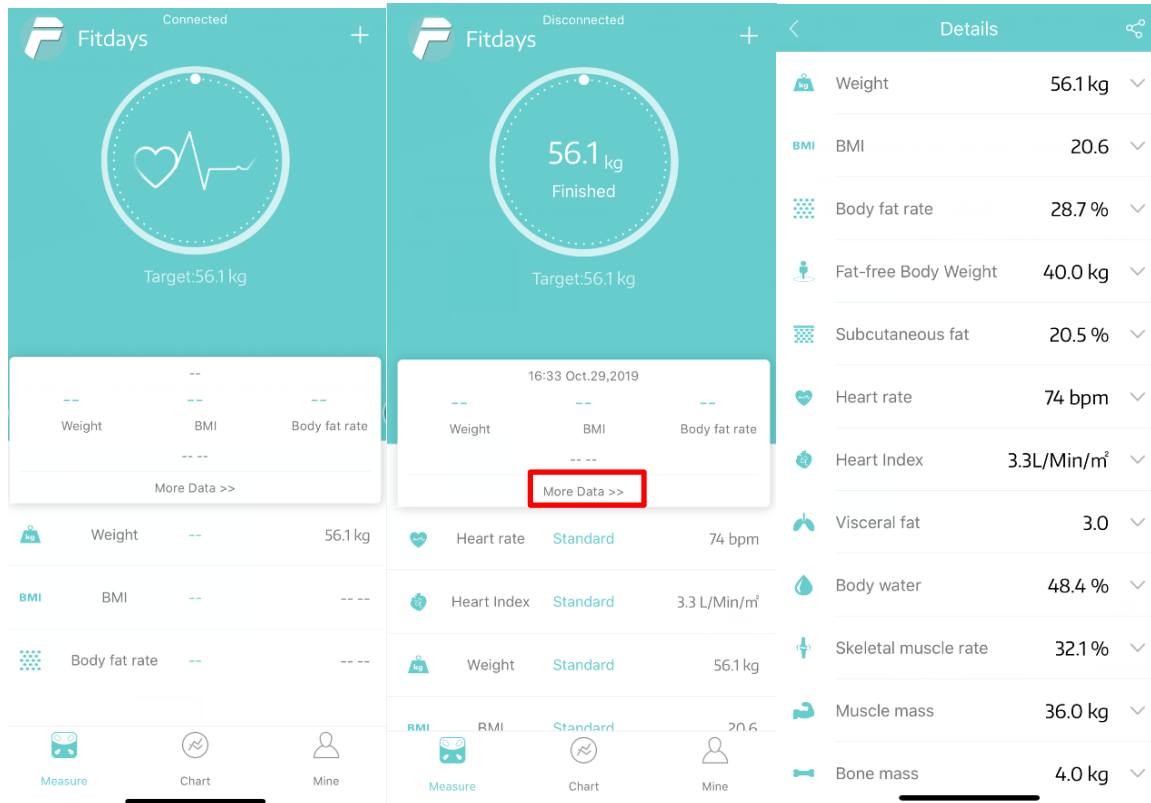 Connected
Fitdays
Target:56.1 kg
--
-- -- --
Weight BMI Body fat rate
-- --
More Data >>
Weight -- 56.1 kg
BMI BMI -- -- --
Body fat rate -- -- --
Measure Chart Mine
Disconnected
Fitdays
56.1 kg
Finished
Target:56.1 kg
16:33 Oct.29,2019
-- -- --
Weight BMI Body fat rate
-- --
More Data >>
Heart rate Standard 74 bpm
Heart Index Standard 3.3 L/Min/㎡
kg Weight Standard 56.1 kg
BMI BMI Standard 20.6
Measure Chart Mine
Details
kg Weight 56.1 kg
BMI BMI 20.6
Body fat rate 28.7 %
Fat-free Body Weight 40.0 kg
Subcutaneous fat 20.5 %
Heart rate 74 bpm
Heart Index 3.3L/Min/㎡
Visceral fat 3.0
Body water 48.4 %
Skeletal muscle rate 32.1 %
Muscle mass 36.0 kg
Bone mass 4.0 kg